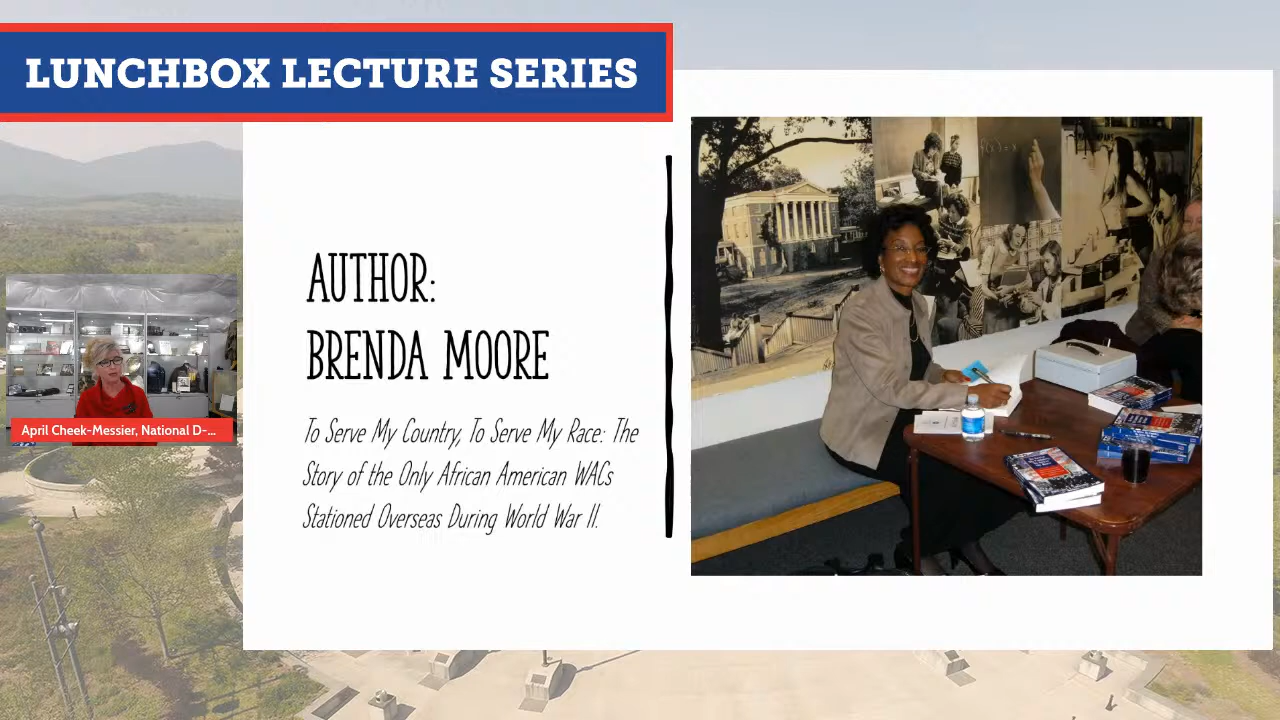 LUNCHBOX LECTURE SERIES
AUTHOR:
BRENDA MOORE
To Serve My Country, To Serve My Race: The
Story of the Only African American WACs
Stationed Overseas During World War II.
April Cheek-Messier, National D-...
f(x) = x